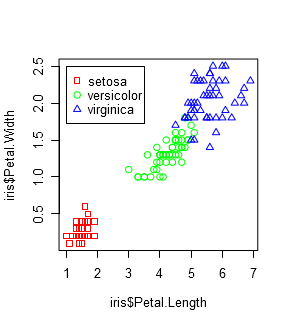 setosa
versicolor
virginica
iris$Petal.Width
0.5 1.0 1.5 2.0 2.5
1 2 3 4 5 6 7
iris$Petal.Length